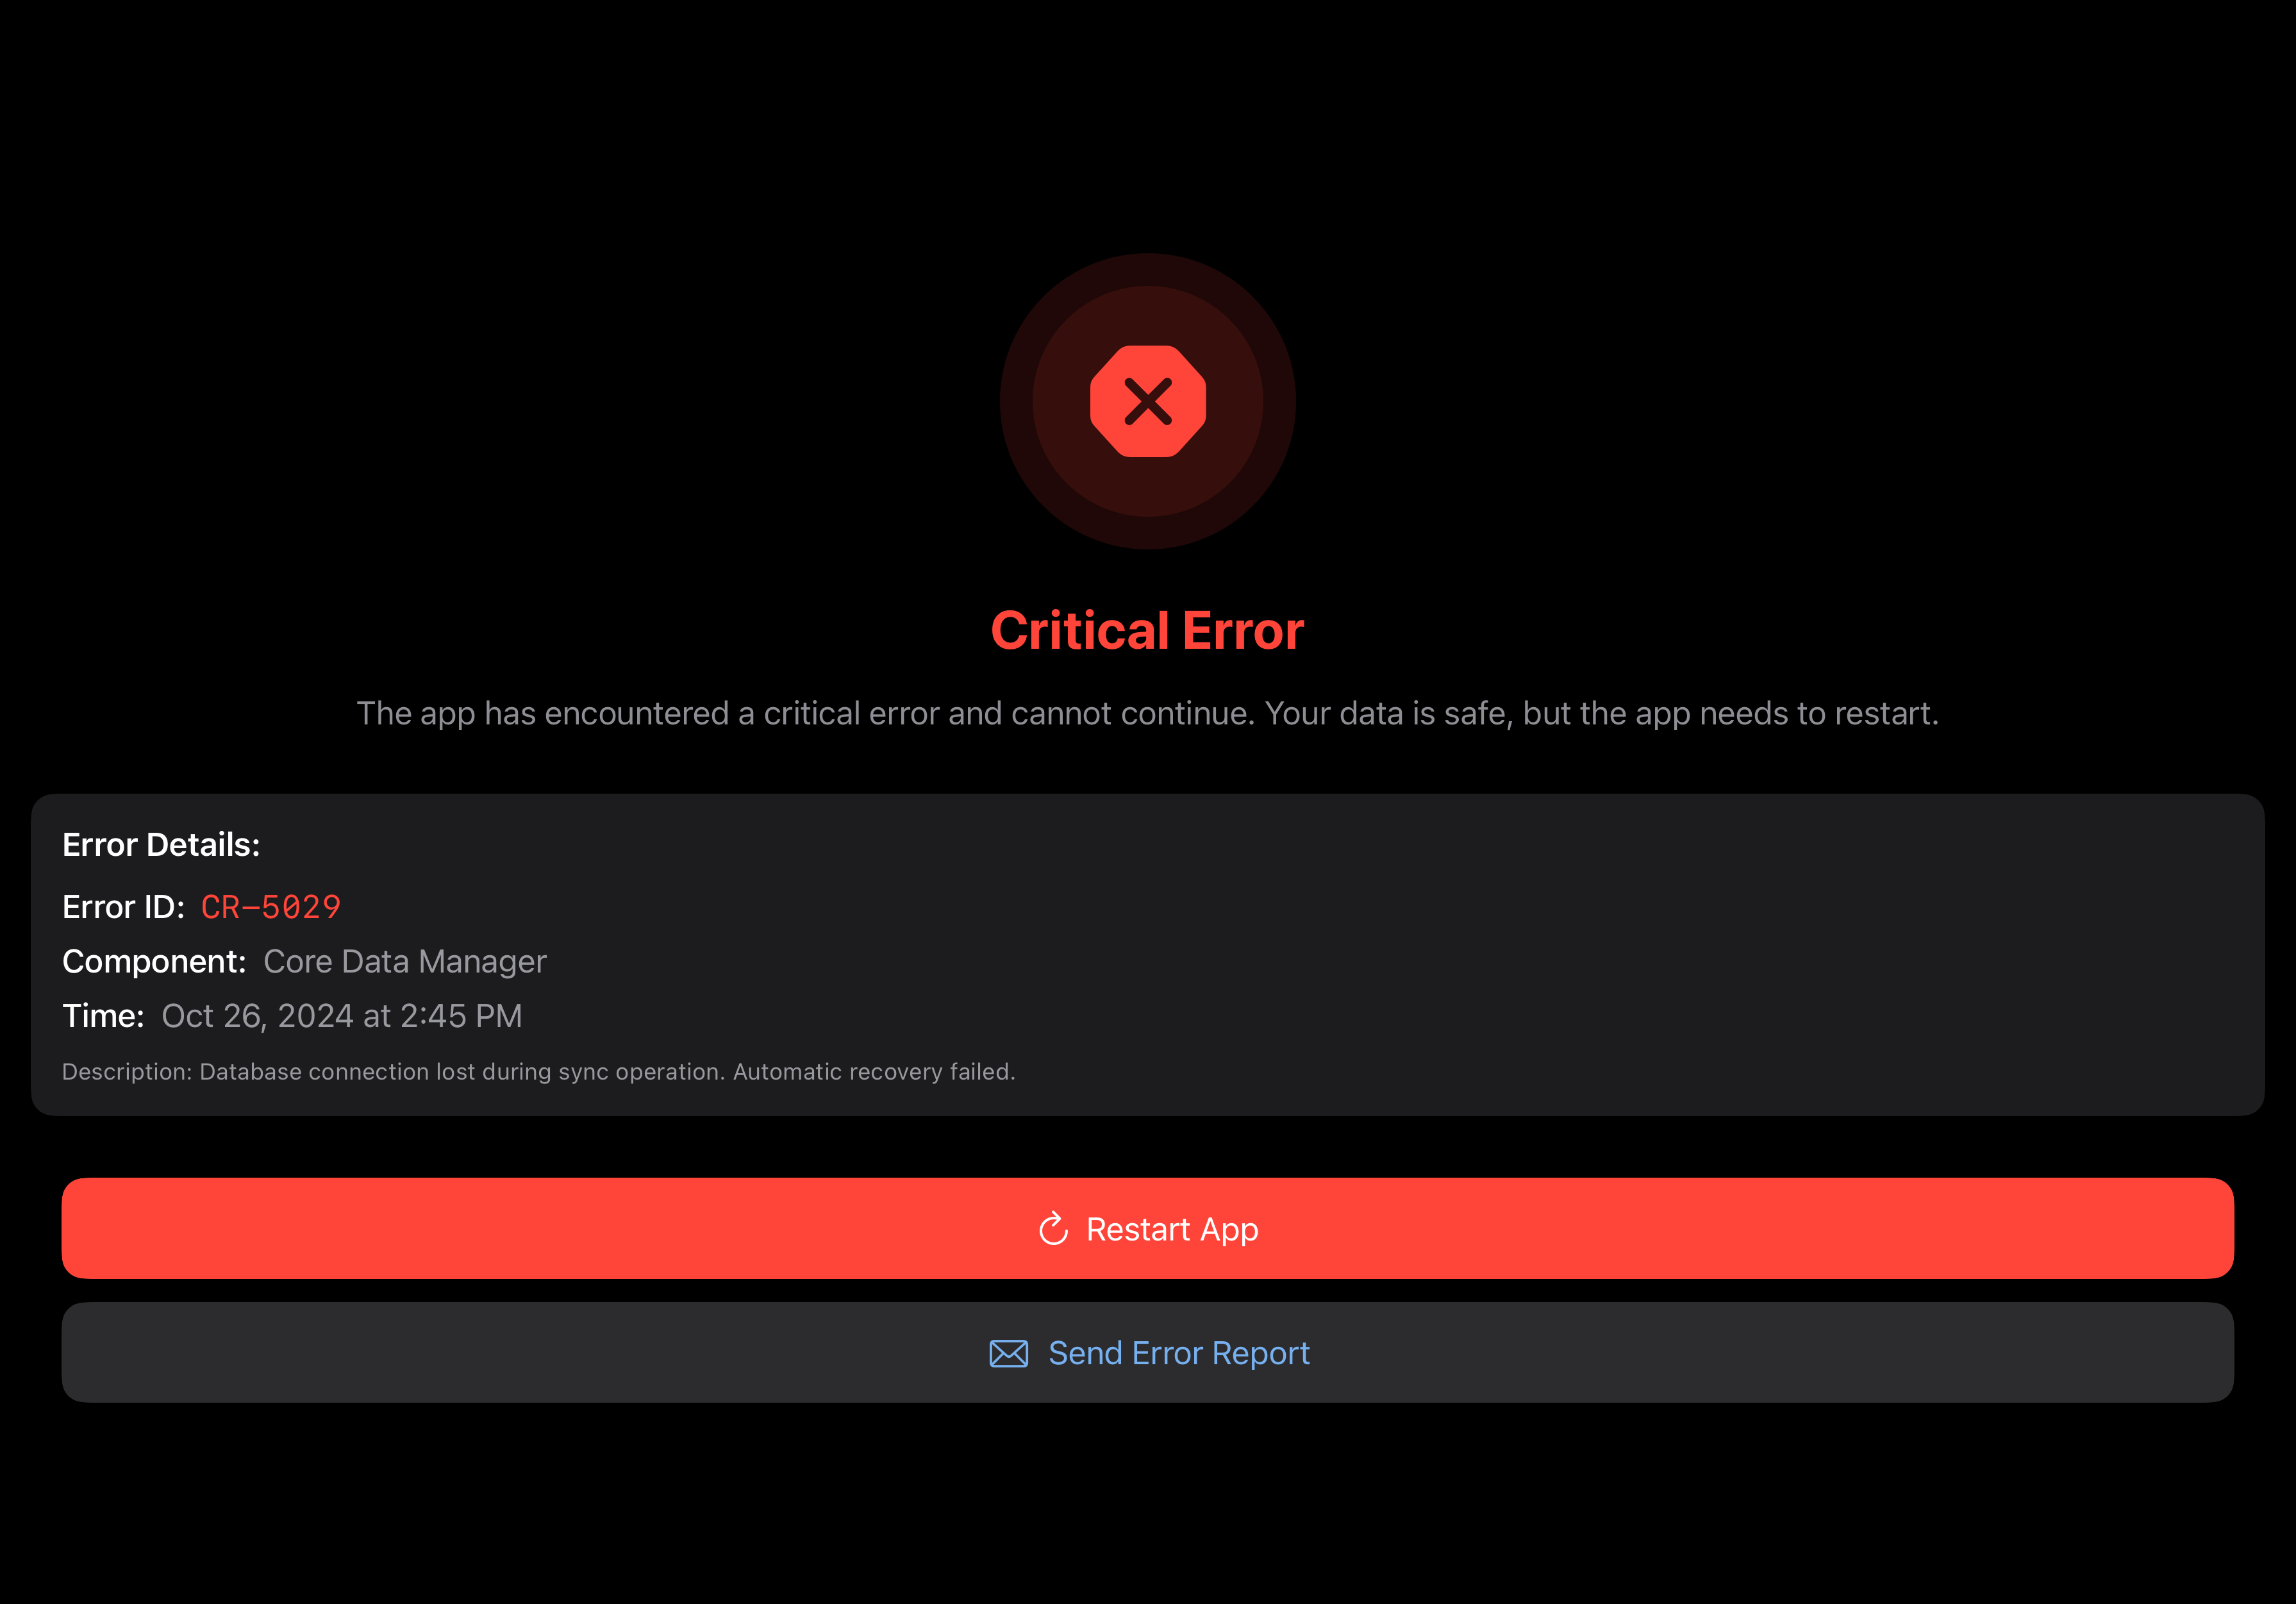 Critical Error
The app has encountered a critical error and cannot continue. Your data is safe, but the app needs to restart.
Error Details:
Error ID: CR-5029
Component: Core Data Manager
Time: Oct 26, 2024 at 2:45 PM
Description: Database connection lost during sync operation. Automatic recovery failed.
Restart App
Send Error Report